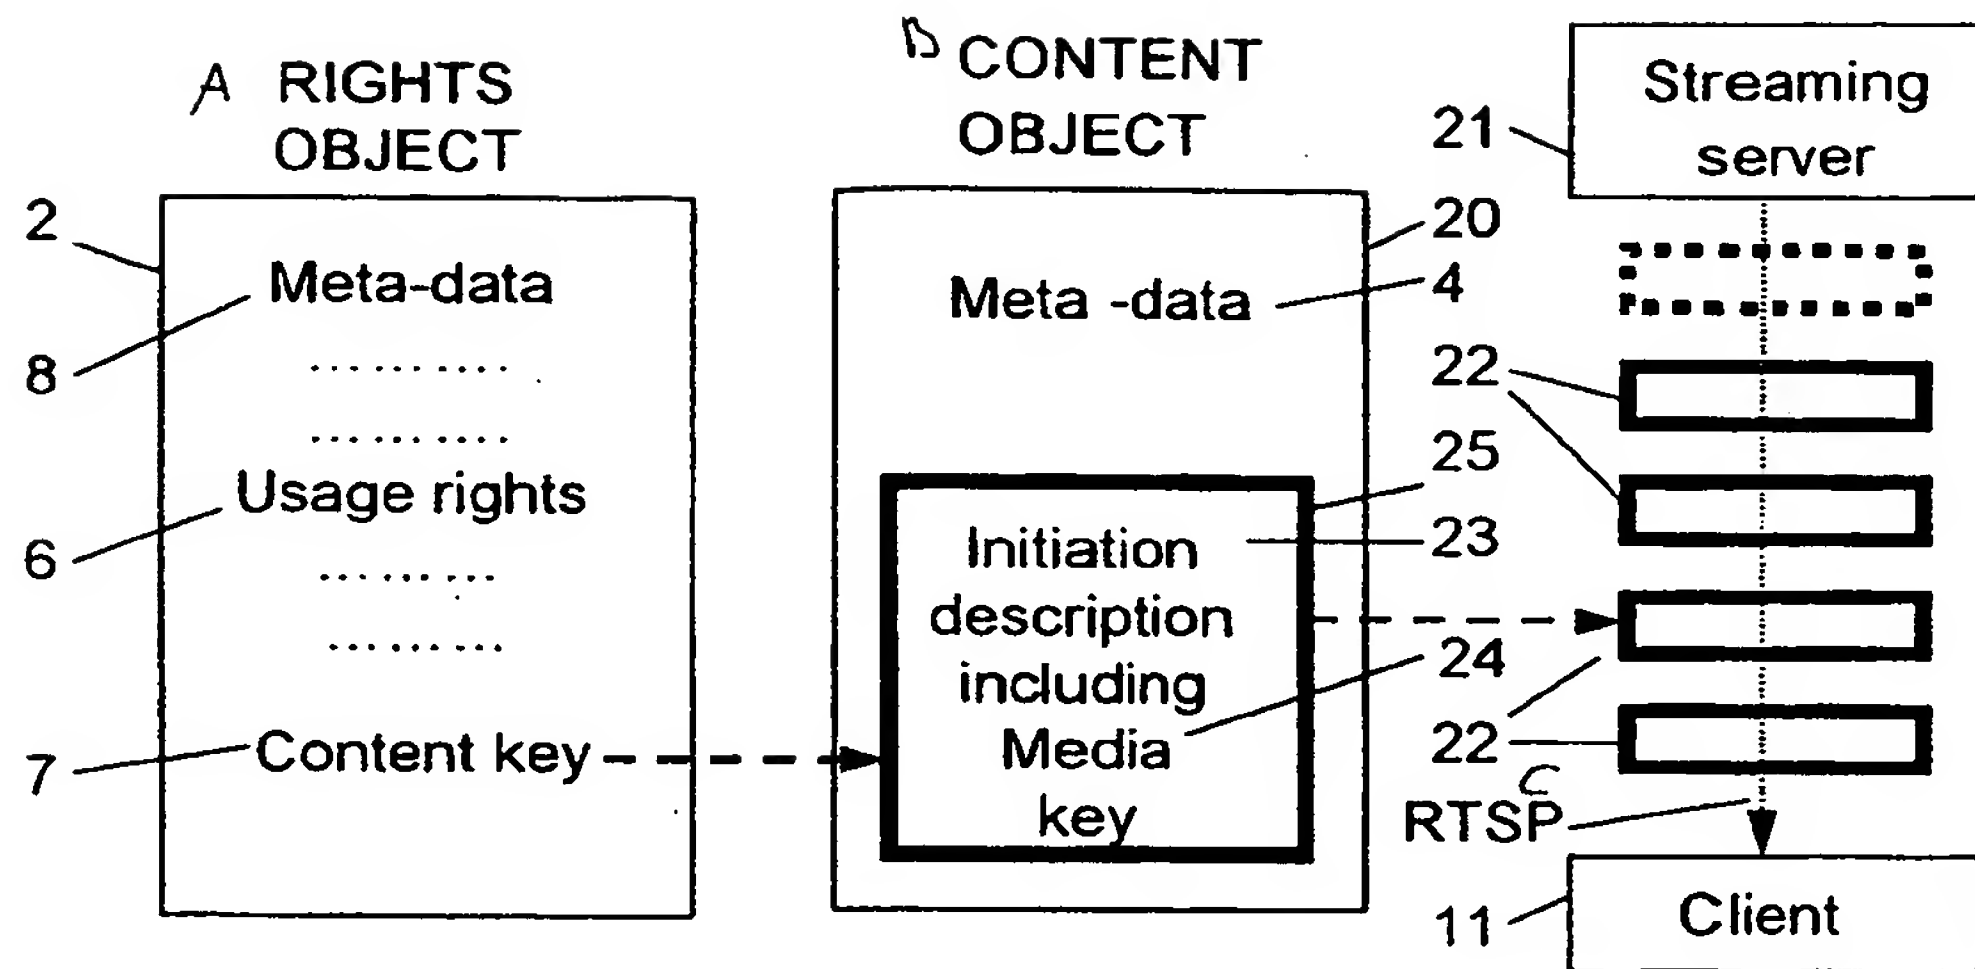 A RIGHTS
OBJECT
2
Meta-data
8
Usage rights
6
Content key
7
B CONTENT
OBJECT
20
Meta -data
4
25
Initiation
23
description
including
24
Media
key
Streaming
server
21
22
22
C
RTSP
Client
11